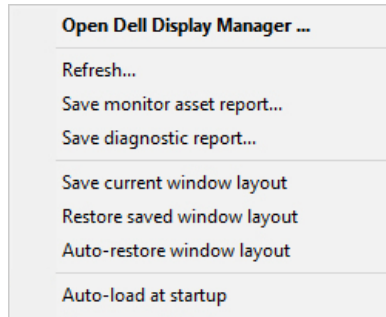 Open Dell Display Manager ...
Refresh...
Save monitor asset report...
Save diagnostic report...
Save current window layout
Restore saved window layout
Auto-restore window layout
Auto-load at startup